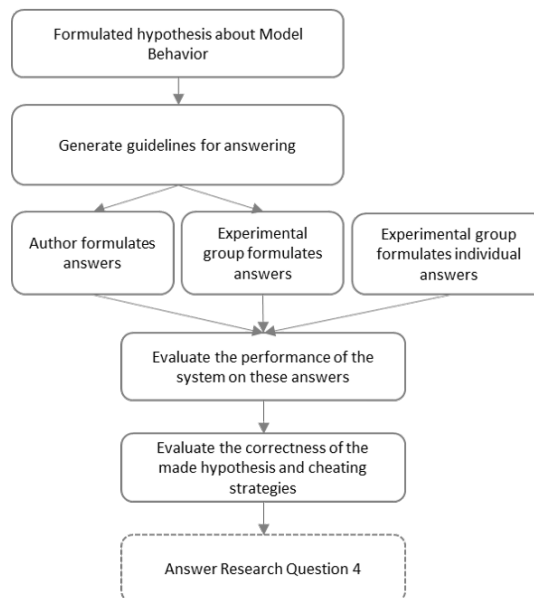 Formulated hypothesis about Model
Behavior
Generate guidelines for answering
Author formulates
answers
Experimental
group formulates
answers
Experimental group
formulates individual
answers
Evaluate the performance of the
system on these answers
Evaluate the correctness of the
made hypothesis and cheating
strategies
Answer Research Question 4